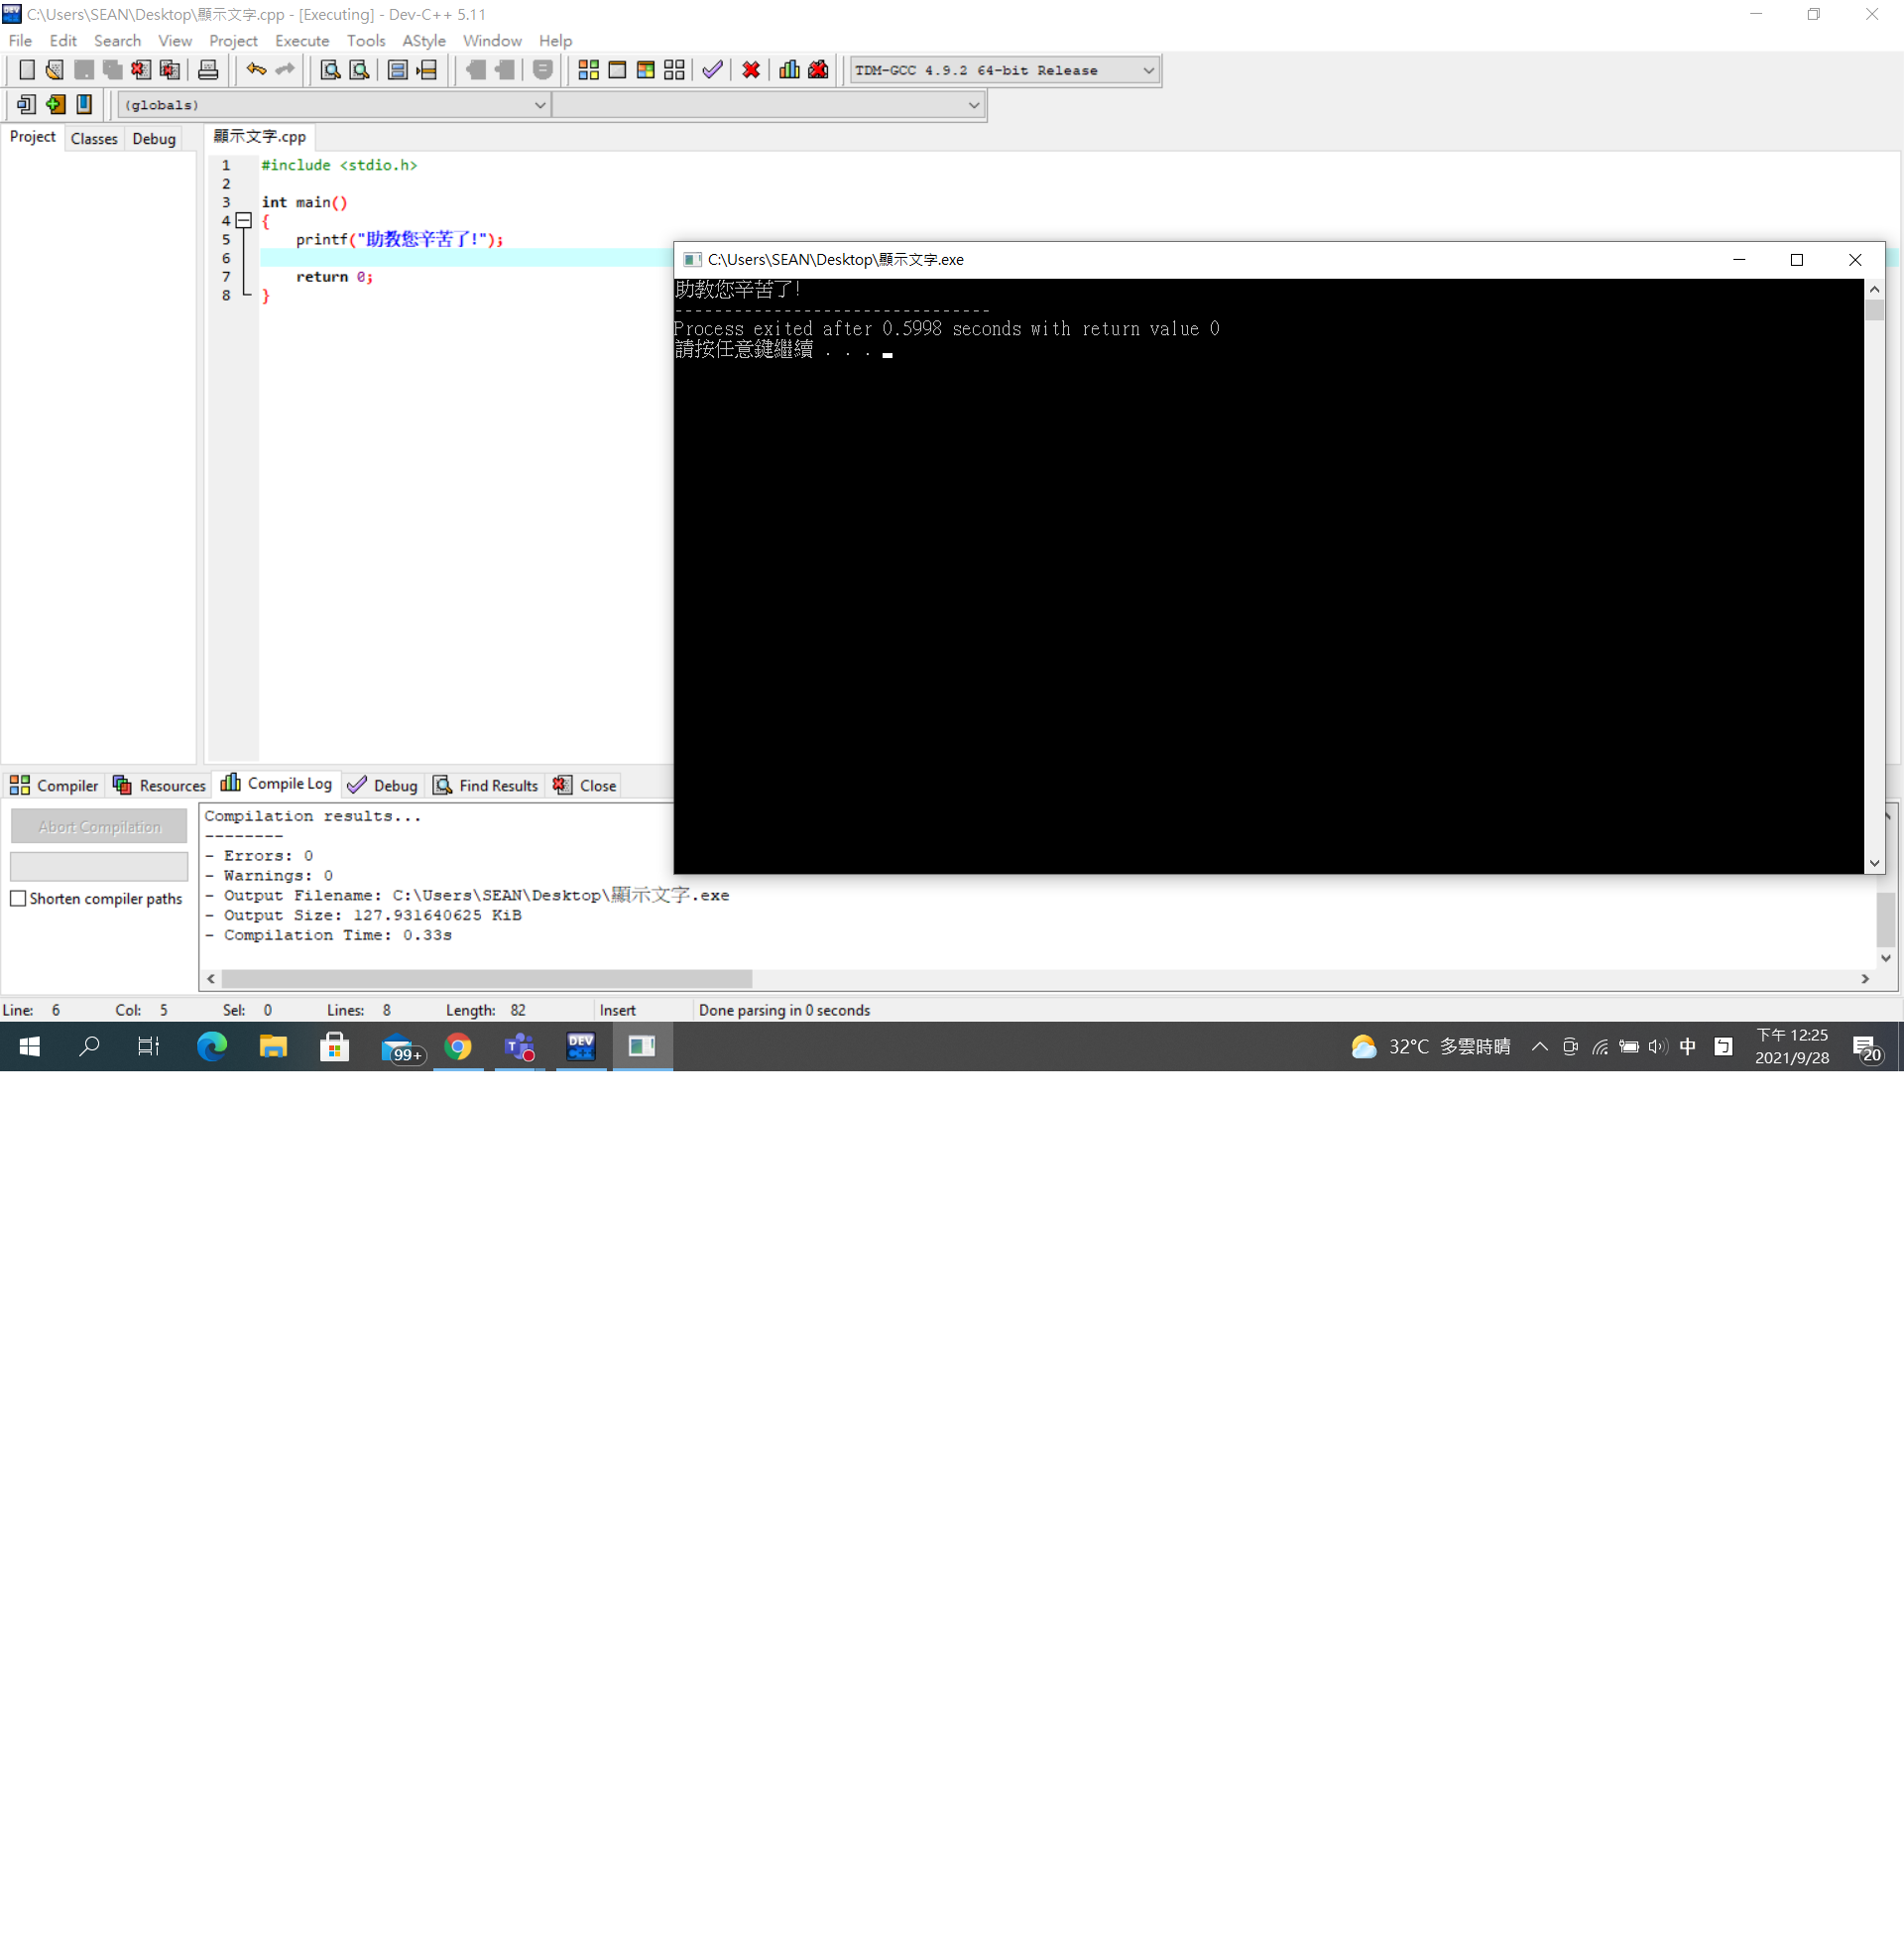 C:\Users\SEAN\Desktop\顯示文字.cpp - [Executing] - Dev-C++ 5.11
File Edit Search View Project Execute Tools AStyle Window Help
TDM-GCC 4.9.2 64-bit Release
(globals)
Project Classes Debug
顯示文字.cpp
1 #include <stdio.h>
2
3 int main()
4 {
5 printf("助教您辛苦了!");
6
7 return 0;
8 }
C:\Users\SEAN\Desktop\顯示文字.exe
助教您辛苦了!
--------------------------------
Process exited after 0.5998 seconds with return value 0
請按任意鍵繼續 . . .
Compiler Resources Compile Log Debug Find Results Close
Abort Compilation
Shorten compiler paths
Compilation results...
--------
- Errors: 0
- Warnings: 0
- Output Filename: C:\Users\SEAN\Desktop\顯示文字.exe
- Output Size: 127.931640625 KiB
- Compilation Time: 0.33s
Line: 6 Col: 5 Sel: 0 Lines: 8 Length: 82 Insert Done parsing in 0 seconds
99+
DEV
32°C 多雲時晴
中
下午 12:25
2021/9/28
20